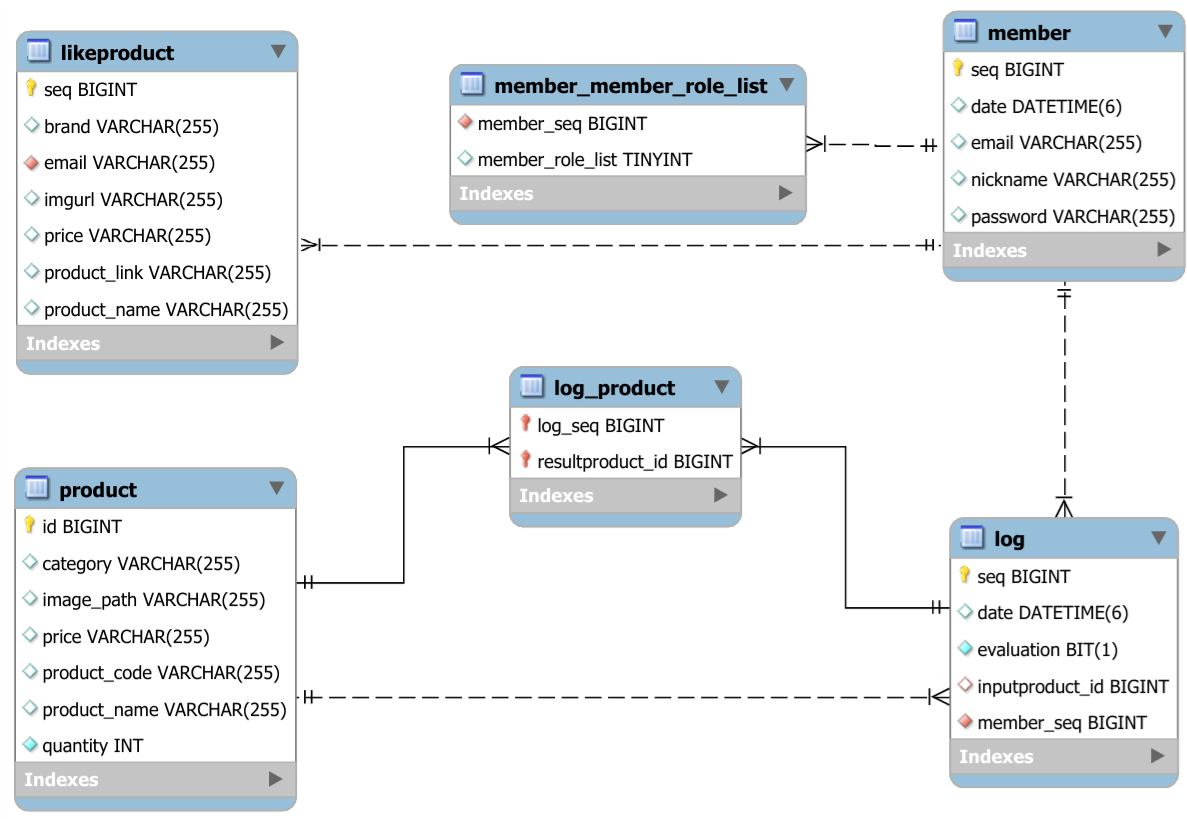 likeproduct
seq BIGINT
brand VARCHAR(255)
email VARCHAR(255)
imgurl VARCHAR(255)
price VARCHAR(255)
product_link VARCHAR(255)
product_name VARCHAR(255)
Indexes
member_member_role_list
member_seq BIGINT
member_role_list TINYINT
Indexes
member
seq BIGINT
date DATETIME(6)
email VARCHAR(255)
nickname VARCHAR(255)
password VARCHAR(255)
Indexes
log_product
log_seq BIGINT
resultproduct_id BIGINT
Indexes
product
id BIGINT
category VARCHAR(255)
image_path VARCHAR(255)
price VARCHAR(255)
product_code VARCHAR(255)
product_name VARCHAR(255)
quantity INT
Indexes
log
seq BIGINT
date DATETIME(6)
evaluation BIT(1)
inputproduct_id BIGINT
member_seq BIGINT
Indexes